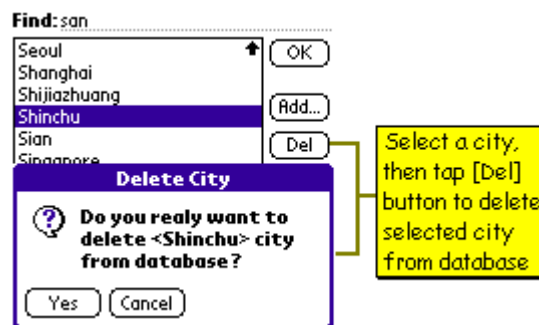 Find: san
Seoul
OK
Shanghai
Shijiazhuang
Add...
Shinchu
Sian
Del
Singapore
Delete City
Do you realy want to
delete <Shinchu> city
from database?
Yes
Cancel
Select a city,
then tap [Del]
button to delete
selected city
from database